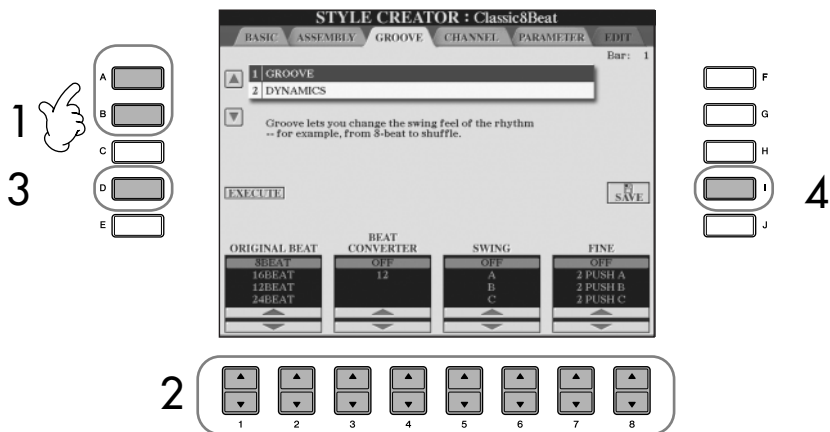 STYLE CREATOR : Classic8Beat
BASIC ASSEMBLY GROOVE CHANNEL PARAMETER EDIT
Bar: 1
1 GROOVE
2 DYNAMICS
Groove lets you change the swing feel of the rhythm
-- for example, from 8-beat to shuffle.
EXECUTE
SAVE
ORIGINAL BEAT
8BEAT
16BEAT
12BEAT
24BEAT
BEAT
CONVERTER
OFF
12
SWING
OFF
A
B
C
FINE
OFF
2 PUSH A
2 PUSH B
2 PUSH C
A
B
C
D
E
F
G
H
I
J
1
3
4
2
1 2 3 4 5 6 7 8